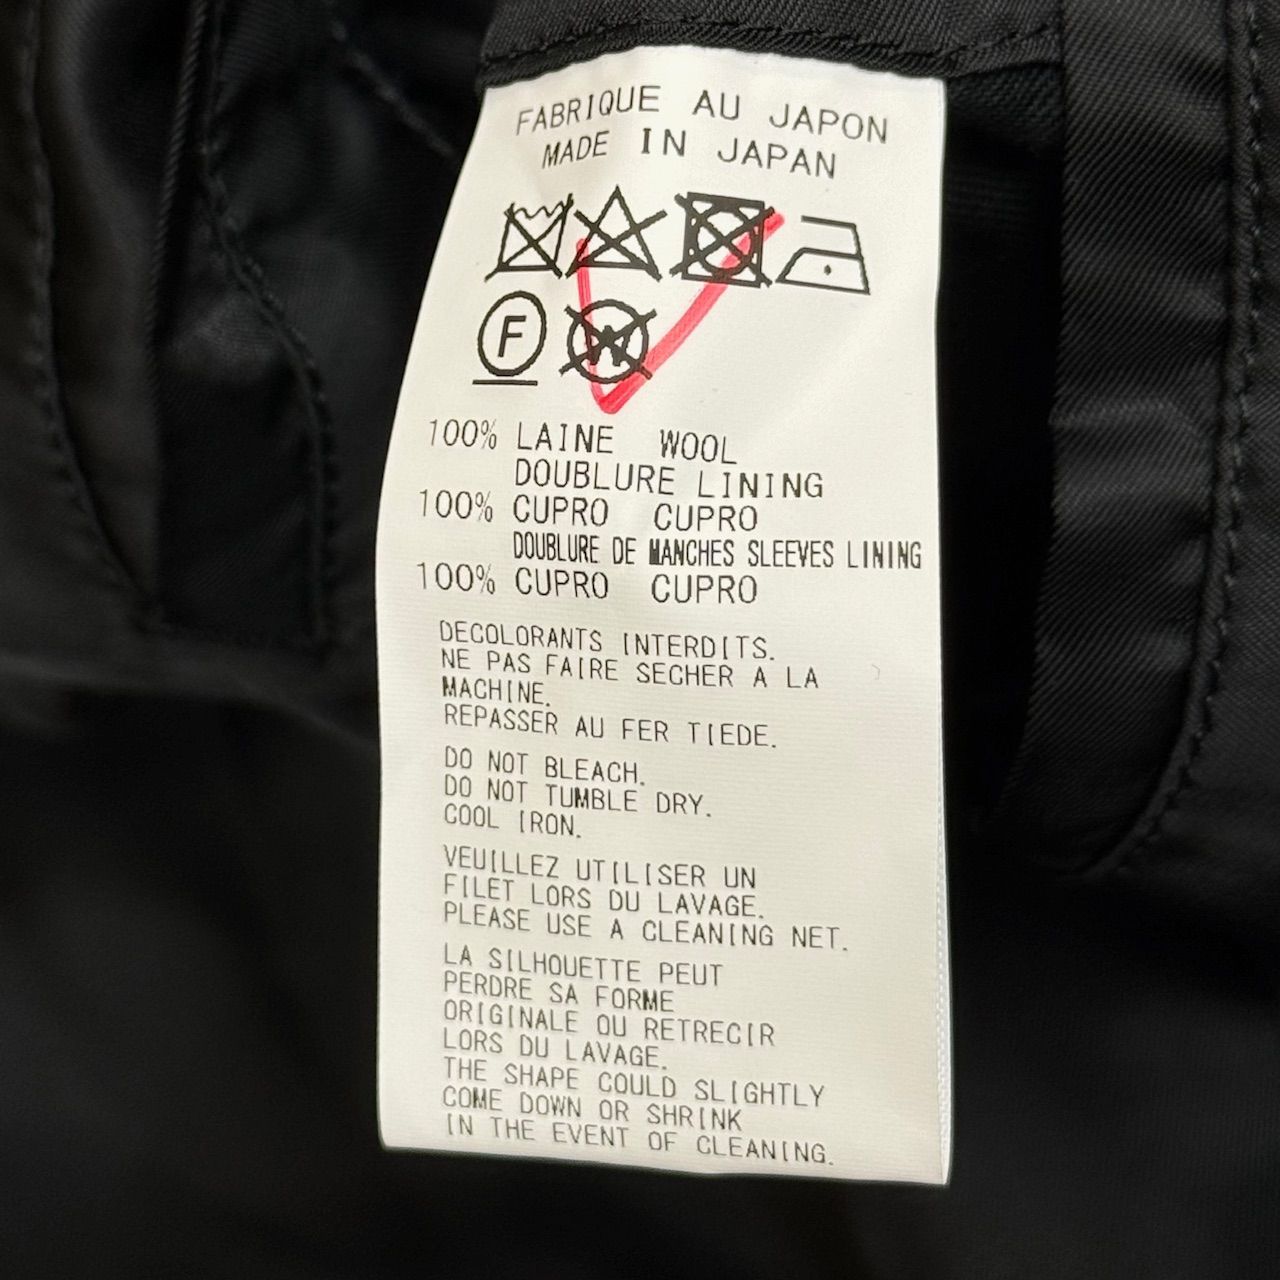 FABRIQUE AU JAPON
MADE IN JAPAN
F W
100% LAINE WOOL
DOUBLURE LINING
100% CUPRO CUPRO
DOUBLURE DE MANCHES SLEEVES LINING
100% CUPRO CUPRO
DECOLORANTS INTERDITS.
NE PAS FAIRE SECHER A LA
MACHINE.
REPASSER AU FER TIEDE.
DO NOT BLEACH.
DO NOT TUMBLE DRY.
COOL IRON.
VEUILLEZ UTILISER UN
FILET LORS DU LAVAGE.
PLEASE USE A CLEANING NET.
LA SILHOUETTE PEUT
PERDRE SA FORME
ORIGINALE OU RETRECIR
LORS DU LAVAGE.
THE SHAPE COULD SLIGHTLY
COME DOWN OR SHRINK
IN THE EVENT OF CLEANING.